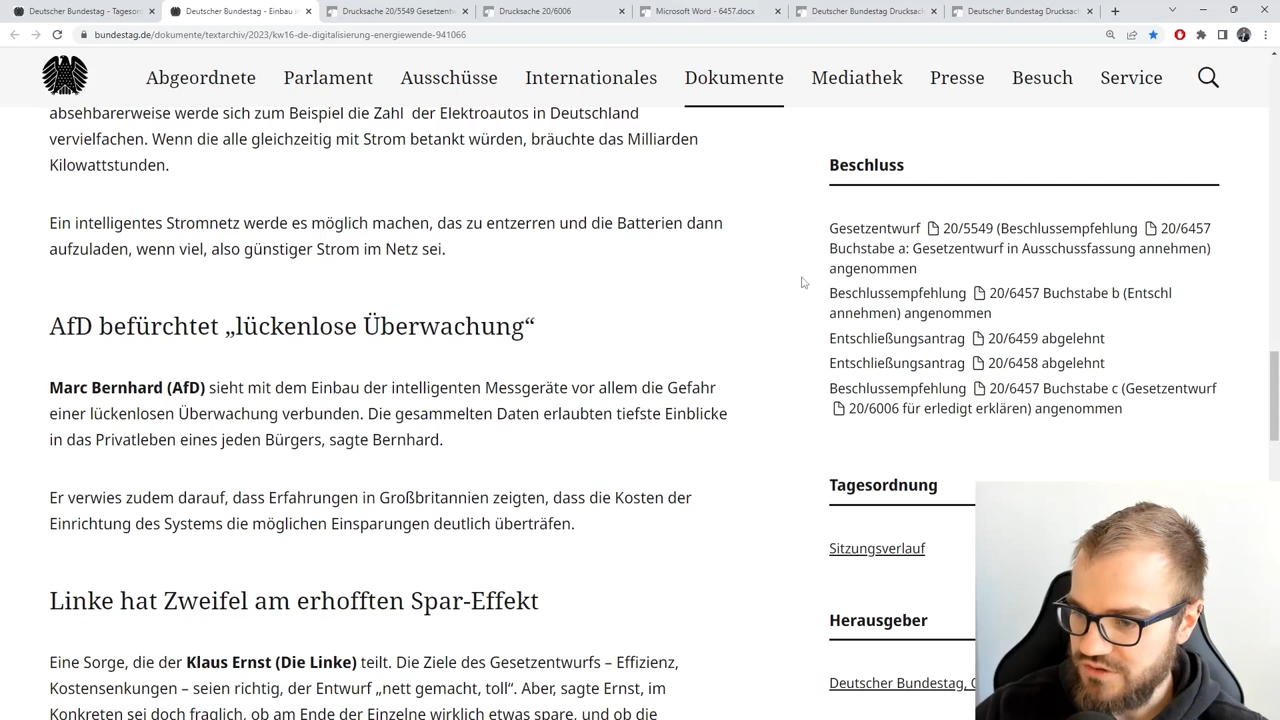 Deutscher Bundestag - Tagesor
Deutscher Bundestag - Einbau i
Drucksache 20/5549 Gesetzentw
Drucksache 20/6006
Microsoft Word - 6457.docx
Deutscher Bundestag Drucksac
Deutscher Bundestag Drucksac
bundestag.de/dokumente/textarchiv/2023/kw16-de-digitalisierung-energiewende-941066
Abgeordnete Parlament Ausschüsse Internationales Dokumente Mediathek Presse Besuch Service
absehbarerweise werde sich zum Beispiel die Zahl der Elektroautos in Deutschland
vervielfachen. Wenn die alle gleichzeitig mit Strom betankt würden, bräuchte das Milliarden
Kilowattstunden.
Ein intelligentes Stromnetz werde es möglich machen, das zu entzerren und die Batterien dann
aufzuladen, wenn viel, also günstiger Strom im Netz sei.
AfD befürchtet „lückenlose Überwachung“
Marc Bernhard (AfD) sieht mit dem Einbau der intelligenten Messgeräte vor allem die Gefahr
einer lückenlosen Überwachung verbunden. Die gesammelten Daten erlaubten tiefste Einblicke
in das Privatleben eines jeden Bürgers, sagte Bernhard.
Er verwies zudem darauf, dass Erfahrungen in Großbritannien zeigten, dass die Kosten der
Einrichtung des Systems die möglichen Einsparungen deutlich überträfen.
Linke hat Zweifel am erhofften Spar-Effekt
Eine Sorge, die der Klaus Ernst (Die Linke) teilt. Die Ziele des Gesetzentwurfs – Effizienz,
Kostensenkungen – seien richtig, der Entwurf „nett gemacht, toll“. Aber, sagte Ernst, im
Konkreten sei doch fraglich, ob am Ende der Einzelne wirklich etwas spare, und ob die
Beschluss
Gesetzentwurf 20/5549 (Beschlussempfehlung 20/6457
Buchstabe a: Gesetzentwurf in Ausschussfassung annehmen)
angenommen
Beschlussempfehlung 20/6457 Buchstabe b (Entschl
annehmen) angenommen
Entschließungsantrag 20/6459 abgelehnt
Entschließungsantrag 20/6458 abgelehnt
Beschlussempfehlung 20/6457 Buchstabe c (Gesetzentwurf
20/6006 für erledigt erklären) angenommen
Tagesordnung
Sitzungsverlauf
Herausgeber
Deutscher Bundestag,